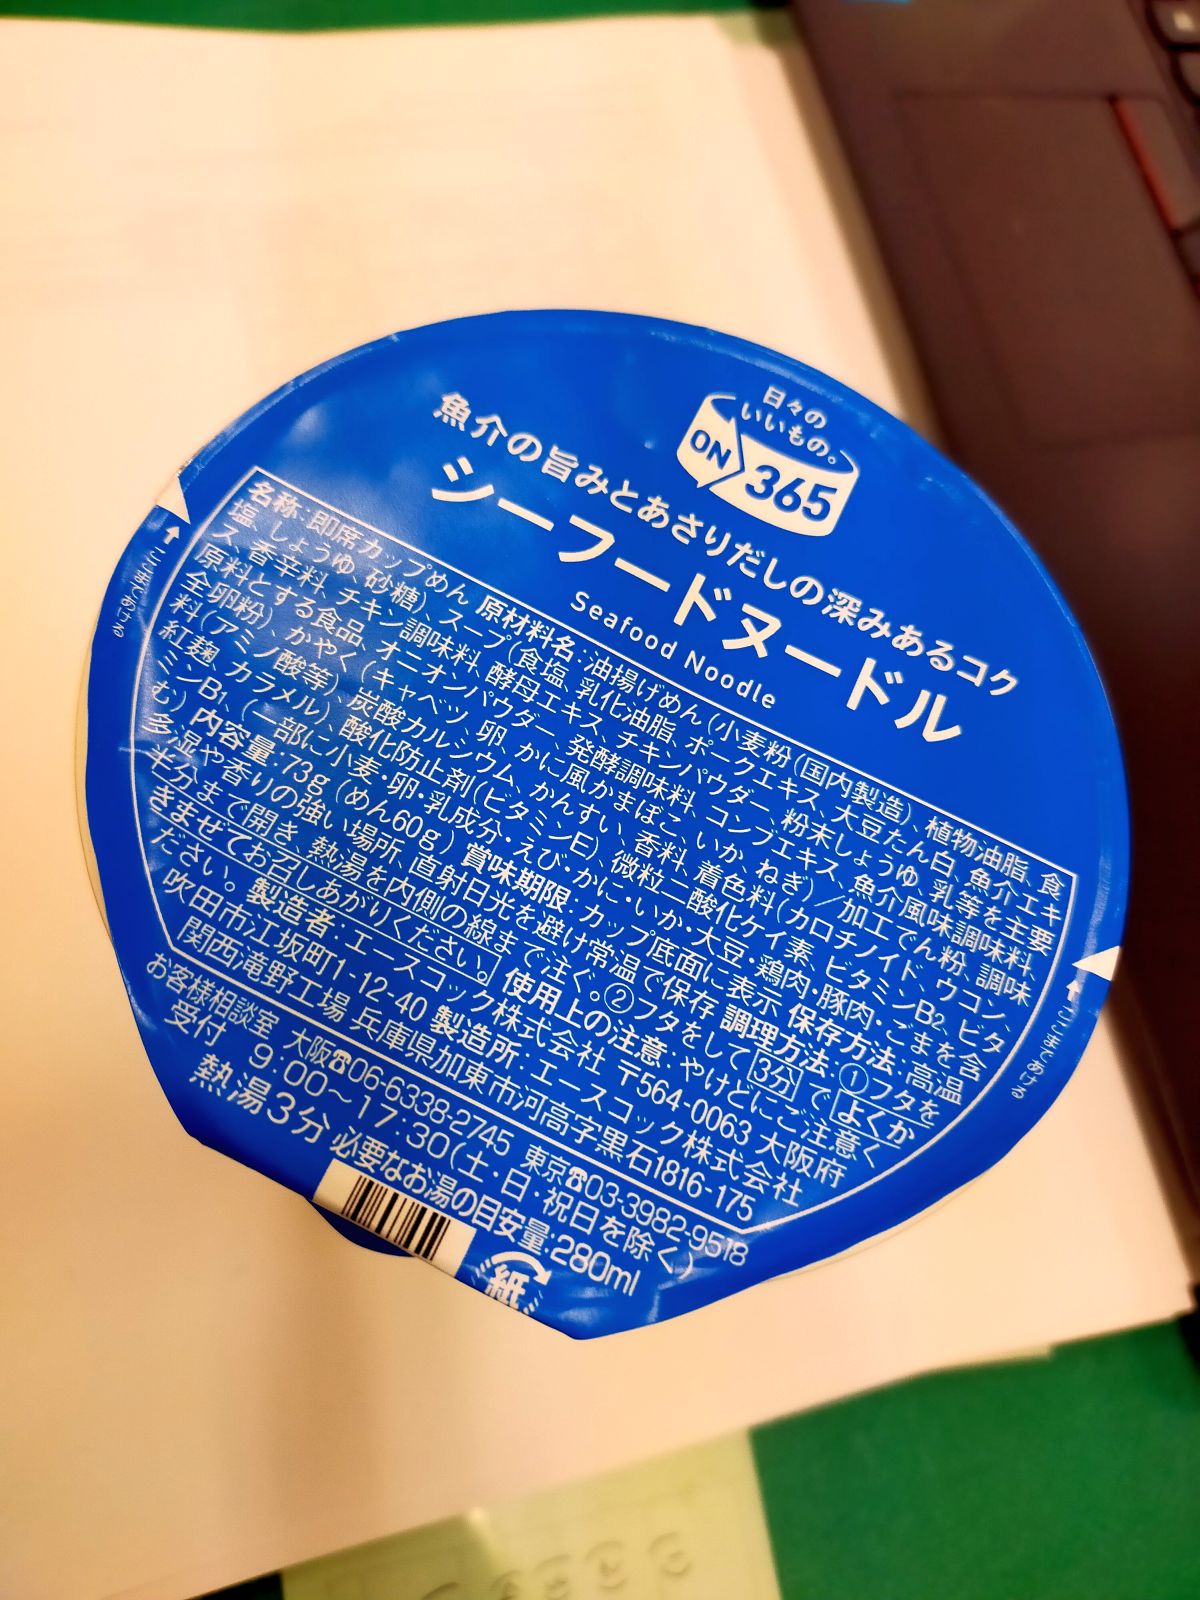 日々の
いいもの。
ON 365
魚介の旨みとあさりだしの深みあるコク
シーフードヌードル
Seafood Noodle
名称:即席カップめん 原材料名:油揚げめん(小麦粉(国内製造)、植物油脂、食
塩、しょうゆ、砂糖)、スープ(食塩、乳化油脂、ポークエキス、大豆たん白、魚介エキ
ス、香辛料、チキン調味料、酵母エキス、チキンパウダー、粉末しょうゆ、乳等を主要
原料とする食品、オニオンパウダー、発酵調味料、コンブエキス、魚介風味調味料、
全卵粉)、かやく(キャベツ、卵、かに風かまぼこ、いか、ねぎ)/加工でん粉、調味
料(アミノ酸等)、炭酸カルシウム、かんすい、香料、着色料(カロチノイド、ウコン、
紅麹、カラメル)、酸化防止剤(ビタミンE)、微粒二酸化ケイ素、ビタミンB2、ビタ
ミンB1、(一部に小麦・卵・乳成分・えび・かに・いか・大豆・鶏肉・豚肉・ごまを含
む) 内容量:73g(めん60g) 賞味期限:カップ底面に表示 保存方法:高温
多湿や香りの強い場所、直射日光を避け常温で保存 調理方法:①フタを
半分まで開き、熱湯を内側の線まで注ぐ。②フタをして3分で よくか
きまぜてお召しあがりください。 使用上の注意:やけどにご注意く
ださい。 製造者:エースコック株式会社 〒564-0063 大阪府
吹田市江坂町1-12-40 製造所:エースコック株式会社
関西滝野工場 兵庫県加東市河高字黒石1816-175
お客様相談室 大阪☎06-6338-2745 東京☎03-3982-9518
受付 9:00~17:30(土・日・祝日を除く)
熱湯3分 必要なお湯の目安量:280ml
紙
ここまであける
ここまであける